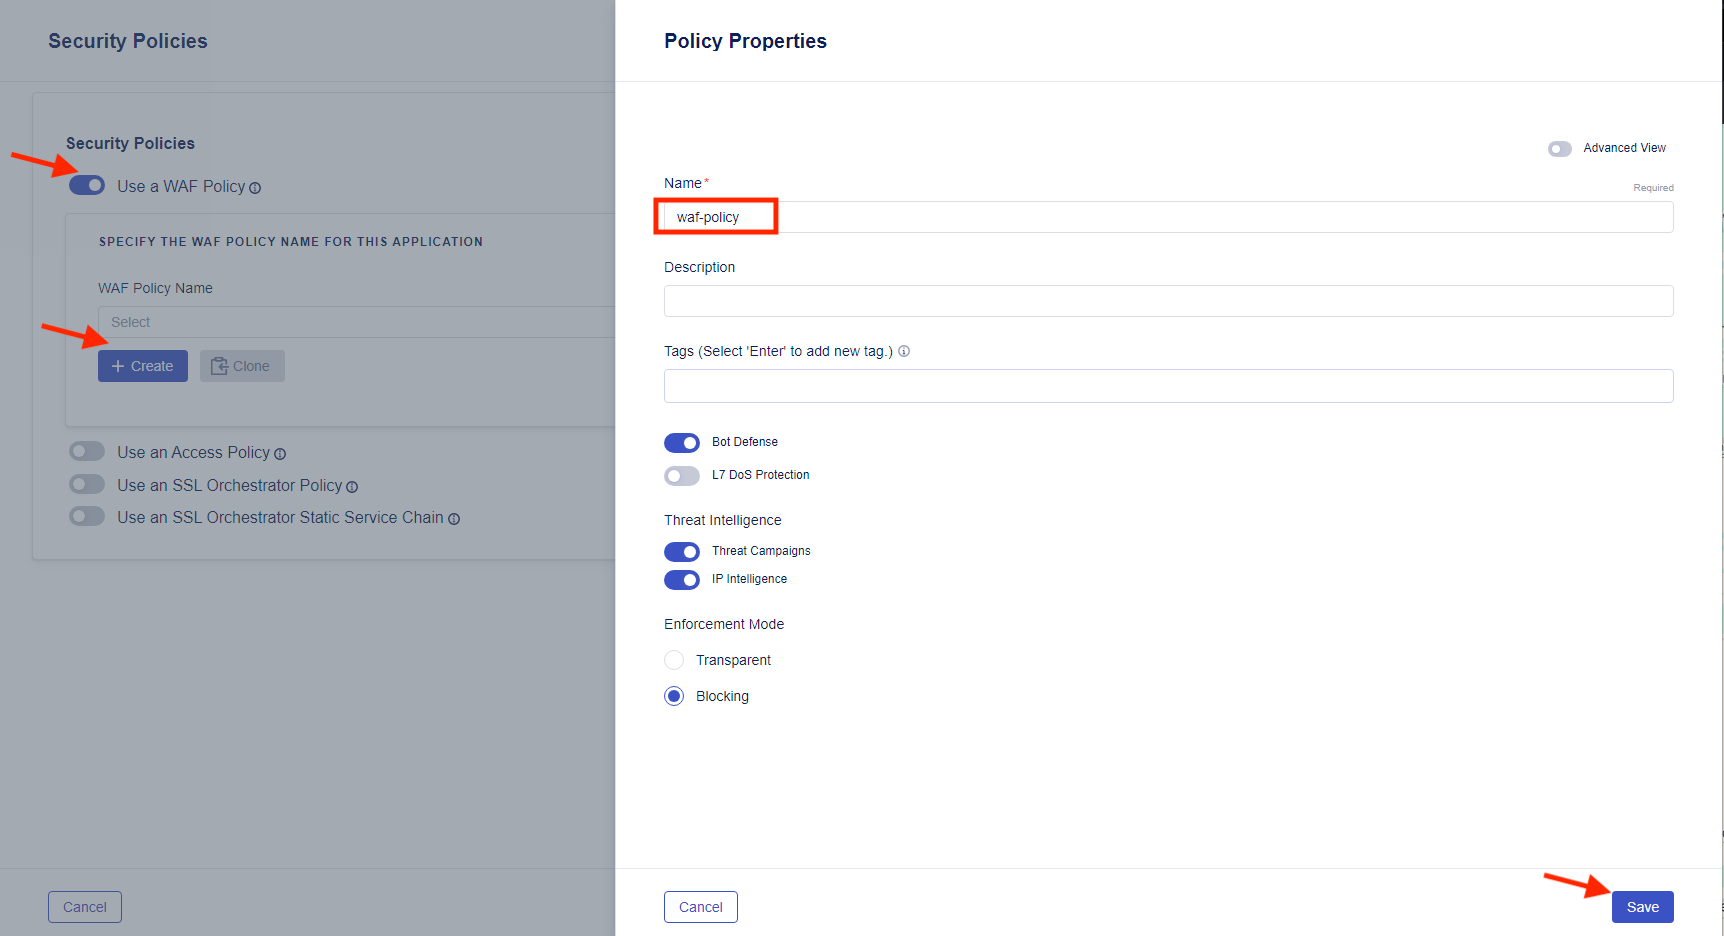 Security Policies
Security Policies
Use a WAF Policy
SPECIFY THE WAF POLICY NAME FOR THIS APPLICATION
WAF Policy Name
Select
+ Create
Clone
Use an Access Policy
Use an SSL Orchestrator Policy
Use an SSL Orchestrator Static Service Chain
Cancel
Policy Properties
Advanced View
Name*
Required
waf-policy
Description
Tags (Select 'Enter' to add new tag.)
Bot Defense
L7 DoS Protection
Threat Intelligence
Threat Campaigns
IP Intelligence
Enforcement Mode
Transparent
Blocking
Cancel
Save